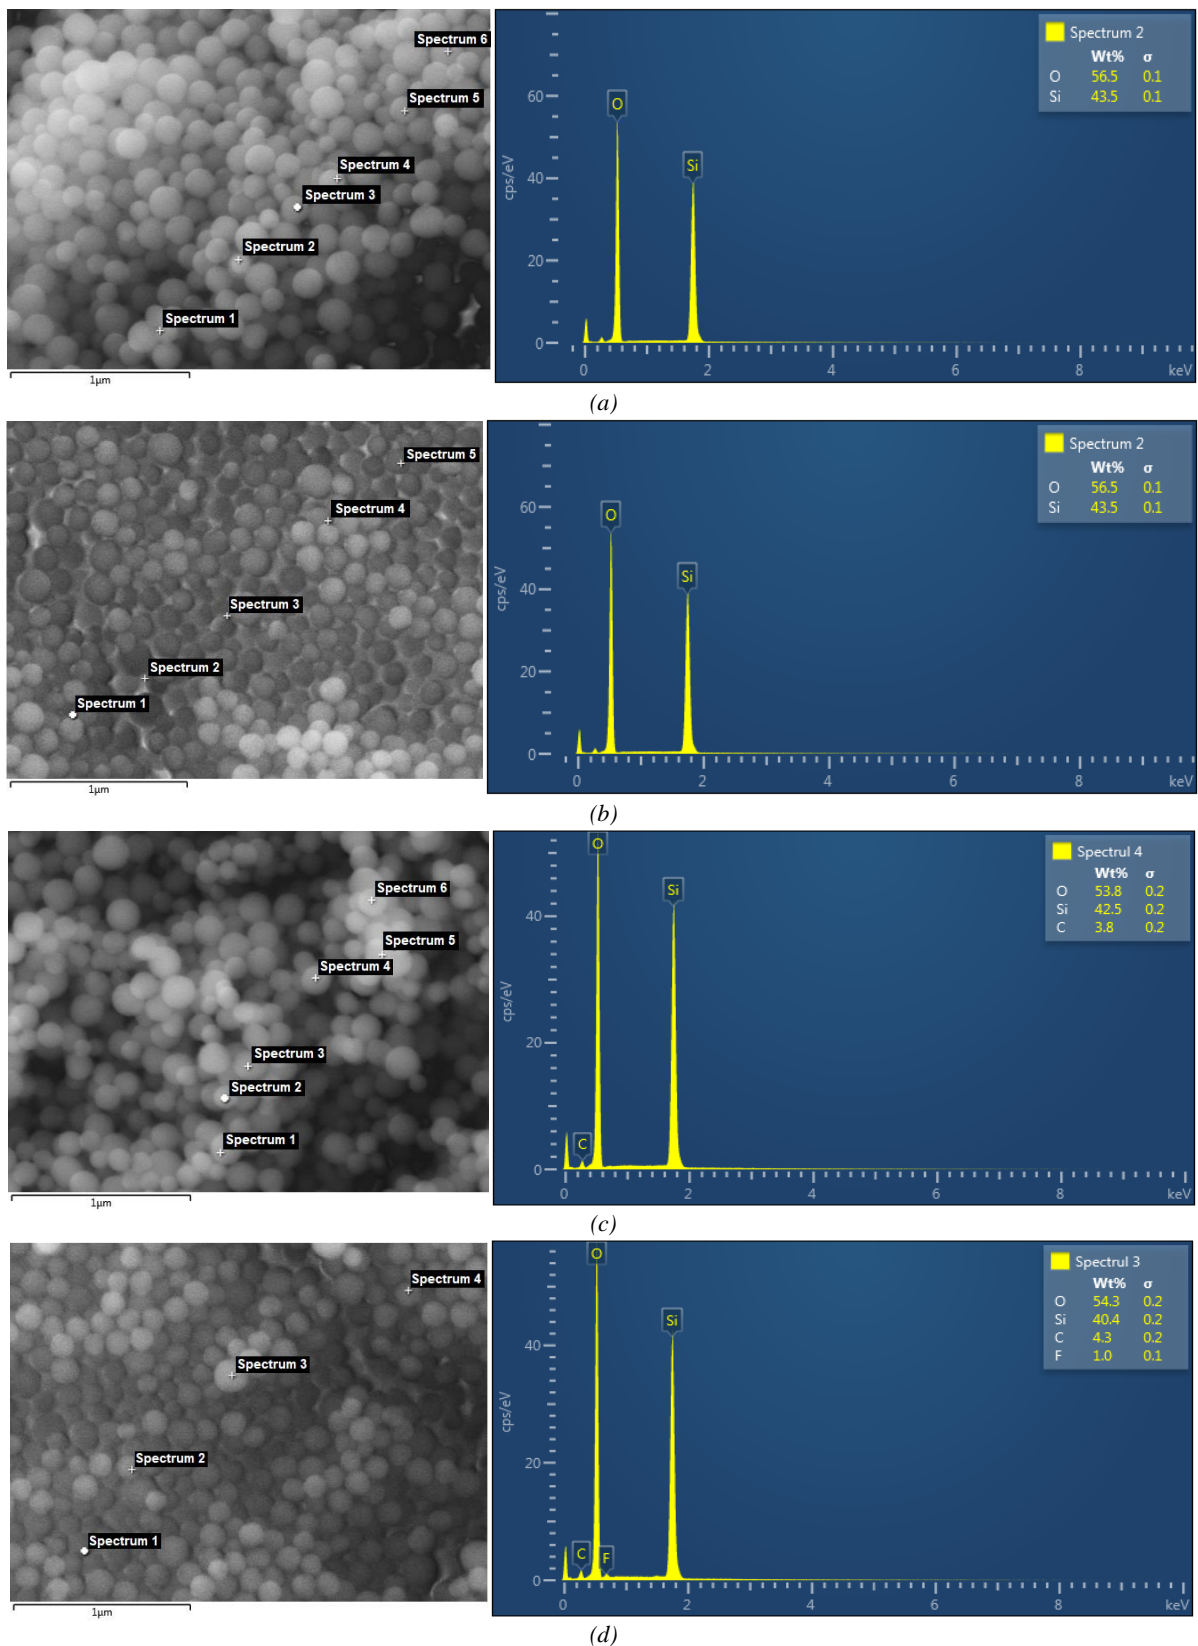 Spectrum 6
Spectrum 5
Spectrum 4
Spectrum 3
Spectrum 2
Spectrum 1
1µm
Spectrum 2
Wt% σ
O 56.5 0.1
Si 43.5 0.1
O
Si
cps/eV
60
40
20
0
0 2 4 6 8 keV
(a)
Spectrum 5
Spectrum 4
Spectrum 3
Spectrum 2
Spectrum 1
1µm
Spectrum 2
Wt% σ
O 56.5 0.1
Si 43.5 0.1
O
Si
cps/eV
60
40
20
0
0 2 4 6 8 keV
(b)
Spectrum 6
Spectrum 5
Spectrum 4
Spectrum 3
Spectrum 2
Spectrum 1
1µm
Spectrul 4
Wt% σ
O 53.8 0.2
Si 42.5 0.2
C 3.8 0.2
O
Si
C
cps/eV
40
20
0
0 2 4 6 8 keV
(c)
Spectrum 4
Spectrum 3
Spectrum 2
Spectrum 1
1µm
Spectrul 3
Wt% σ
O 54.3 0.2
Si 40.4 0.2
C 4.3 0.2
F 1.0 0.1
O
Si
C F
cps/eV
40
20
0
0 2 4 6 8 keV
(d)